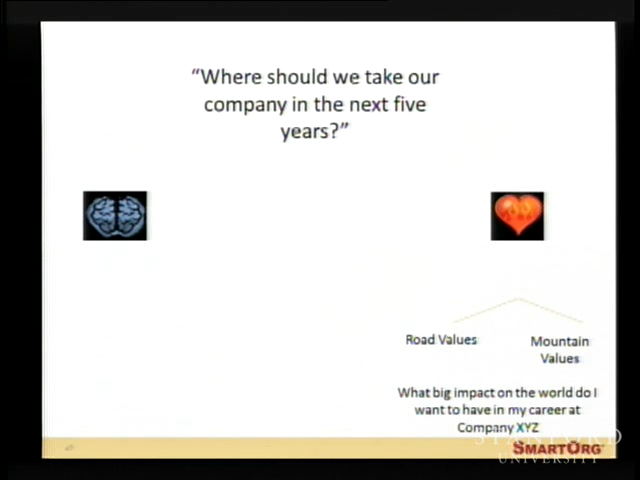 “Where should we take our
company in the next five
years?”
Road Values
Mountain
Values
What big impact on the world do I
want to have in my career at
Company XYZ
STANFORD
UNIVERSITY
SMARTORG